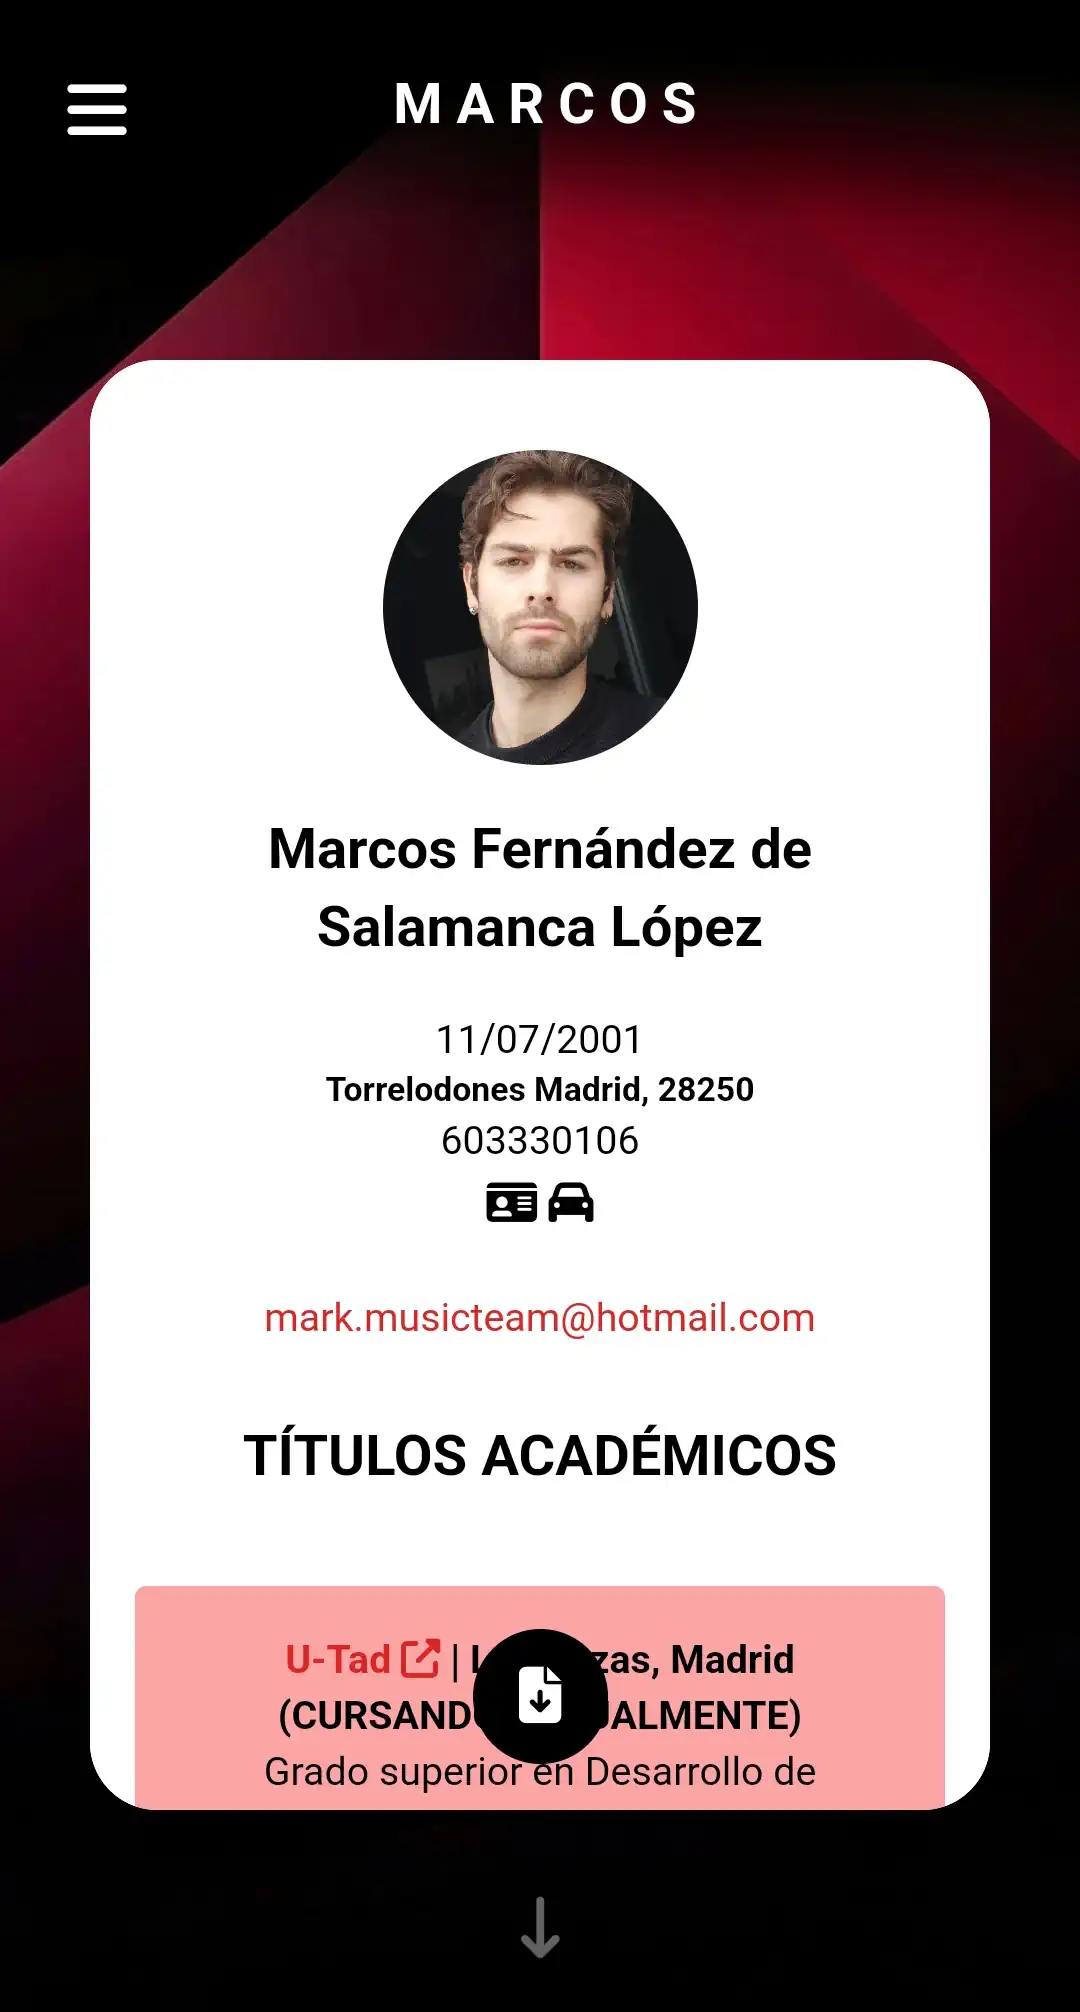 MARCOS
Marcos Fernández de
Salamanca López
11/07/2001
Torrelodones Madrid, 28250
603330106
mark.musicteam@hotmail.com
TÍTULOS ACADÉMICOS
U-Tad | Madrid
Grado superior en Desarrollo de